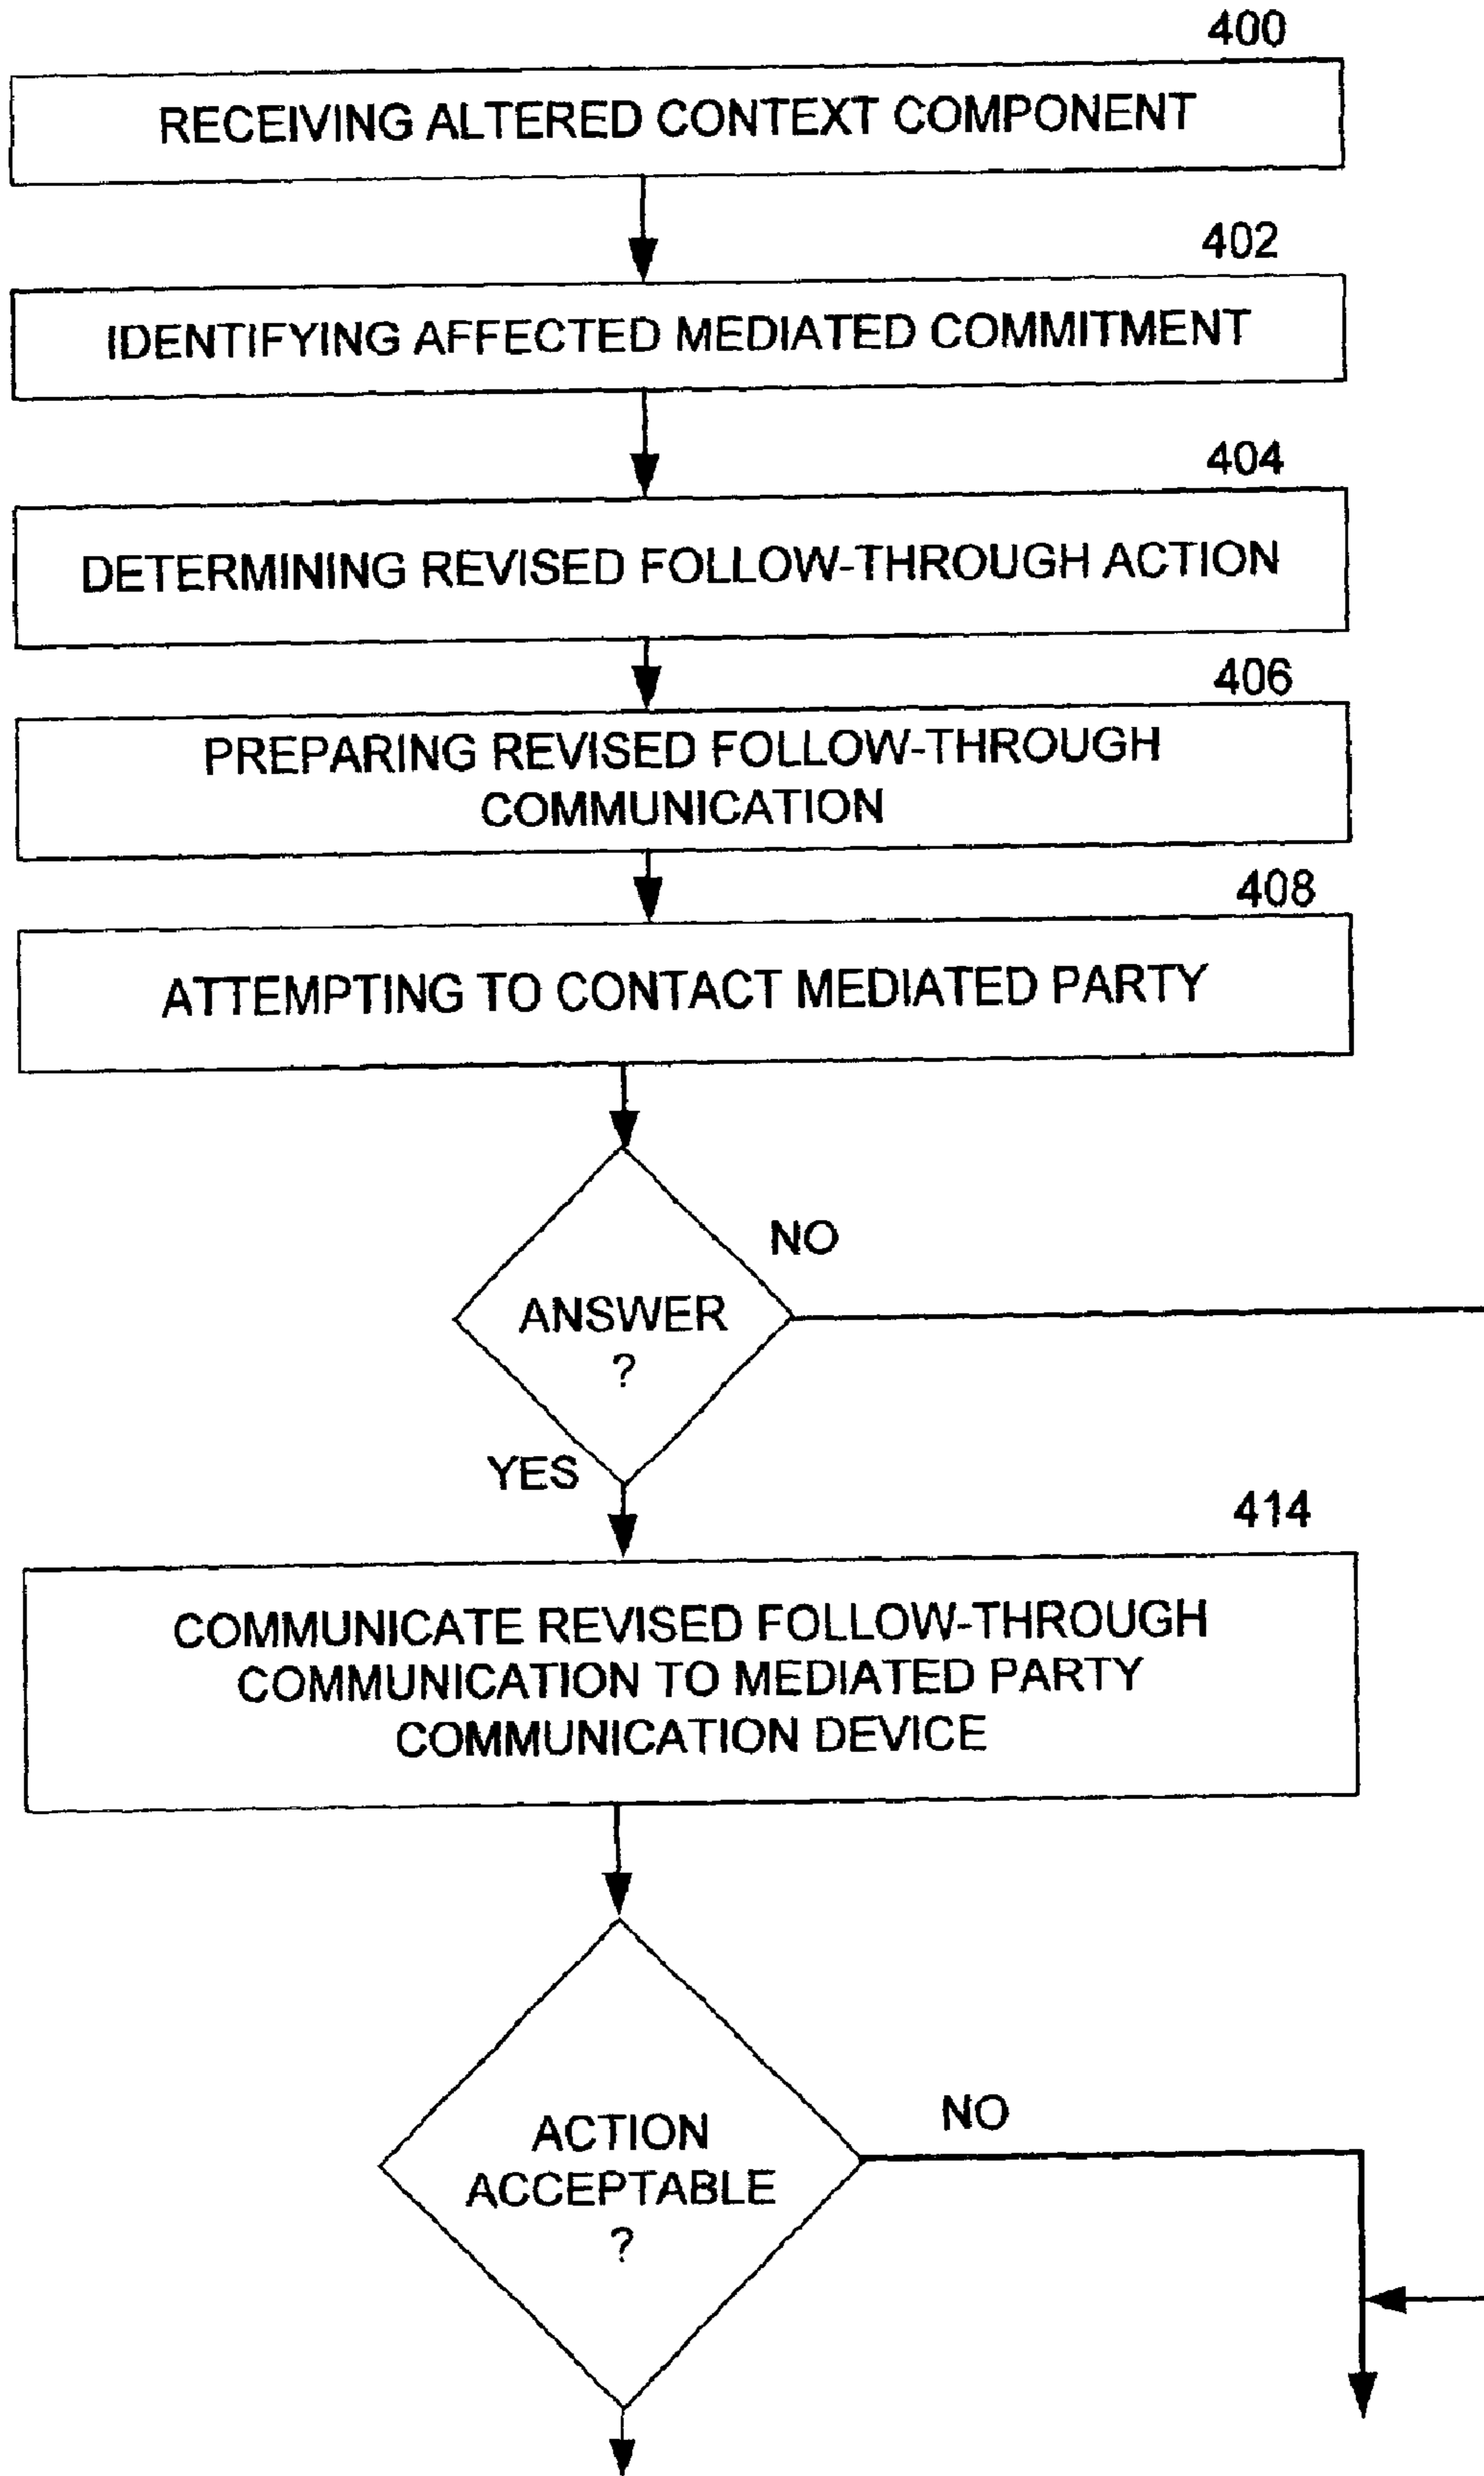 400
RECEIVING ALTERED CONTEXT COMPONENT
402
IDENTIFYING AFFECTED MEDIATED COMMITMENT
404
DETERMINING REVISED FOLLOW-THROUGH ACTION
406
PREPARING REVISED FOLLOW-THROUGH
COMMUNICATION
408
ATTEMPTING TO CONTACT MEDIATED PARTY
NO
ANSWER
?
YES
414
COMMUNICATE REVISED FOLLOW-THROUGH
COMMUNICATION TO MEDIATED PARTY
COMMUNICATION DEVICE
NO
ACTION
ACCEPTABLE
?